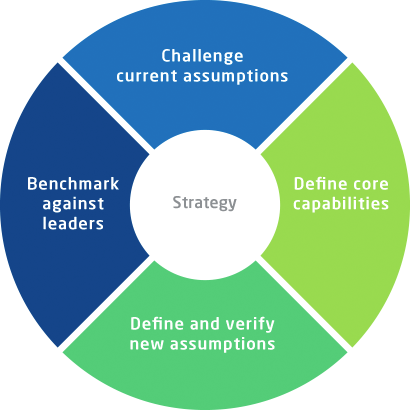 Challenge
current assumptions
Benchmark
against
leaders
Strategy
Define core
capabilities
Define and verify
new assumptions